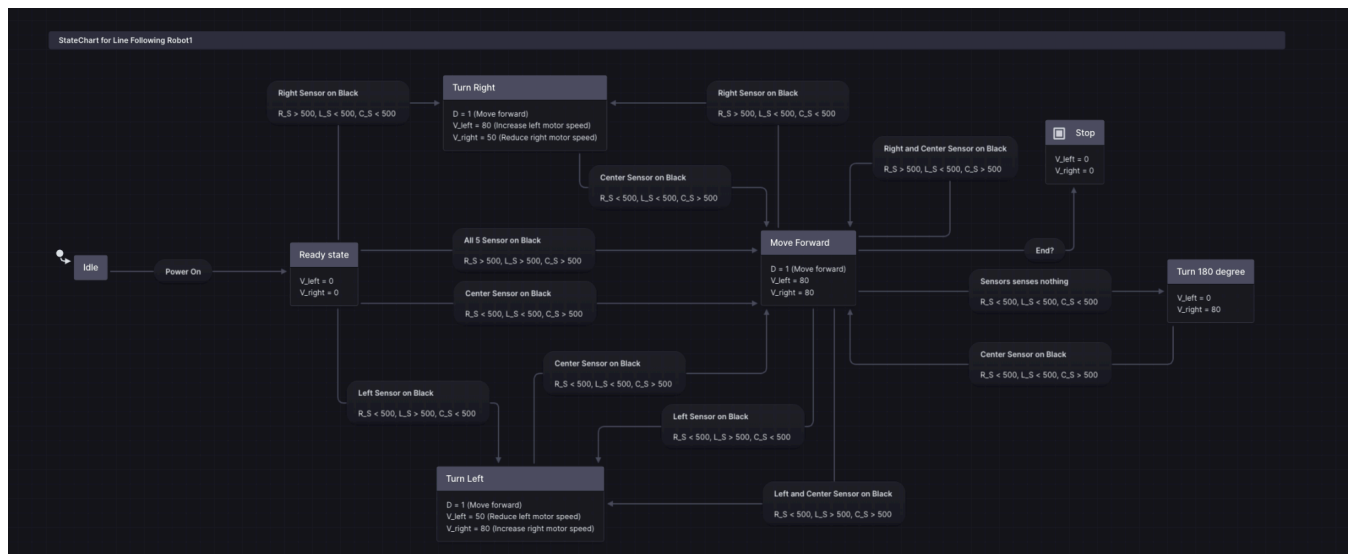 StateChart for Line Following Robot1
Right Sensor on Black
R_S > 500, L_S < 500, C_S < 500
Turn Right
D = 1 (Move forward)
V_left = 80 (Increase left motor speed)
V_right = 50 (Reduce right motor speed)
Right Sensor on Black
R_S > 500, L_S < 500, C_S < 500
Right and Center Sensor on Black
R_S > 500, L_S < 500, C_S > 500
Stop
V_left = 0
V_right = 0
Center Sensor on Black
R_S < 500, L_S < 500, C_S > 500
Idle
Power On
Ready state
V_left = 0
V_right = 0
All 5 Sensor on Black
R_S > 500, L_S > 500, C_S > 500
Center Sensor on Black
R_S < 500, L_S < 500, C_S > 500
Move Forward
D = 1 (Move forward)
V_left = 80
V_right = 80
End?
Sensors senses nothing
R_S < 500, L_S < 500, C_S < 500
Turn 180 degree
V_left = 0
V_right = 80
Center Sensor on Black
R_S < 500, L_S < 500, C_S > 500
Center Sensor on Black
R_S < 500, L_S < 500, C_S > 500
Left Sensor on Black
R_S < 500, L_S > 500, C_S < 500
Left Sensor on Black
R_S < 500, L_S > 500, C_S < 500
Turn Left
D = 1 (Move forward)
V_left = 50 (Reduce left motor speed)
V_right = 80 (Increase right motor speed)
Left and Center Sensor on Black
R_S < 500, L_S > 500, C_S > 500